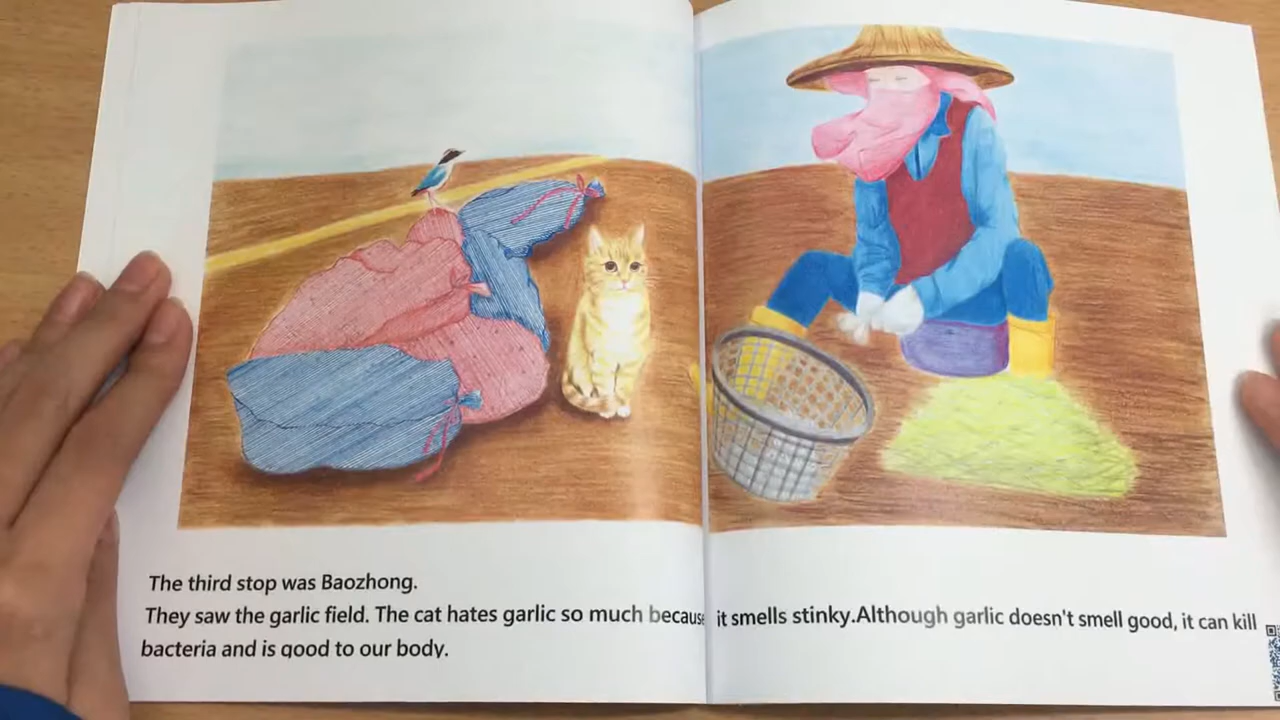 The third stop was Baozhong.
They saw the garlic field. The cat hates garlic so much because it smells stinky.Although garlic doesn't smell good, it can kill
bacteria and is good to our body.